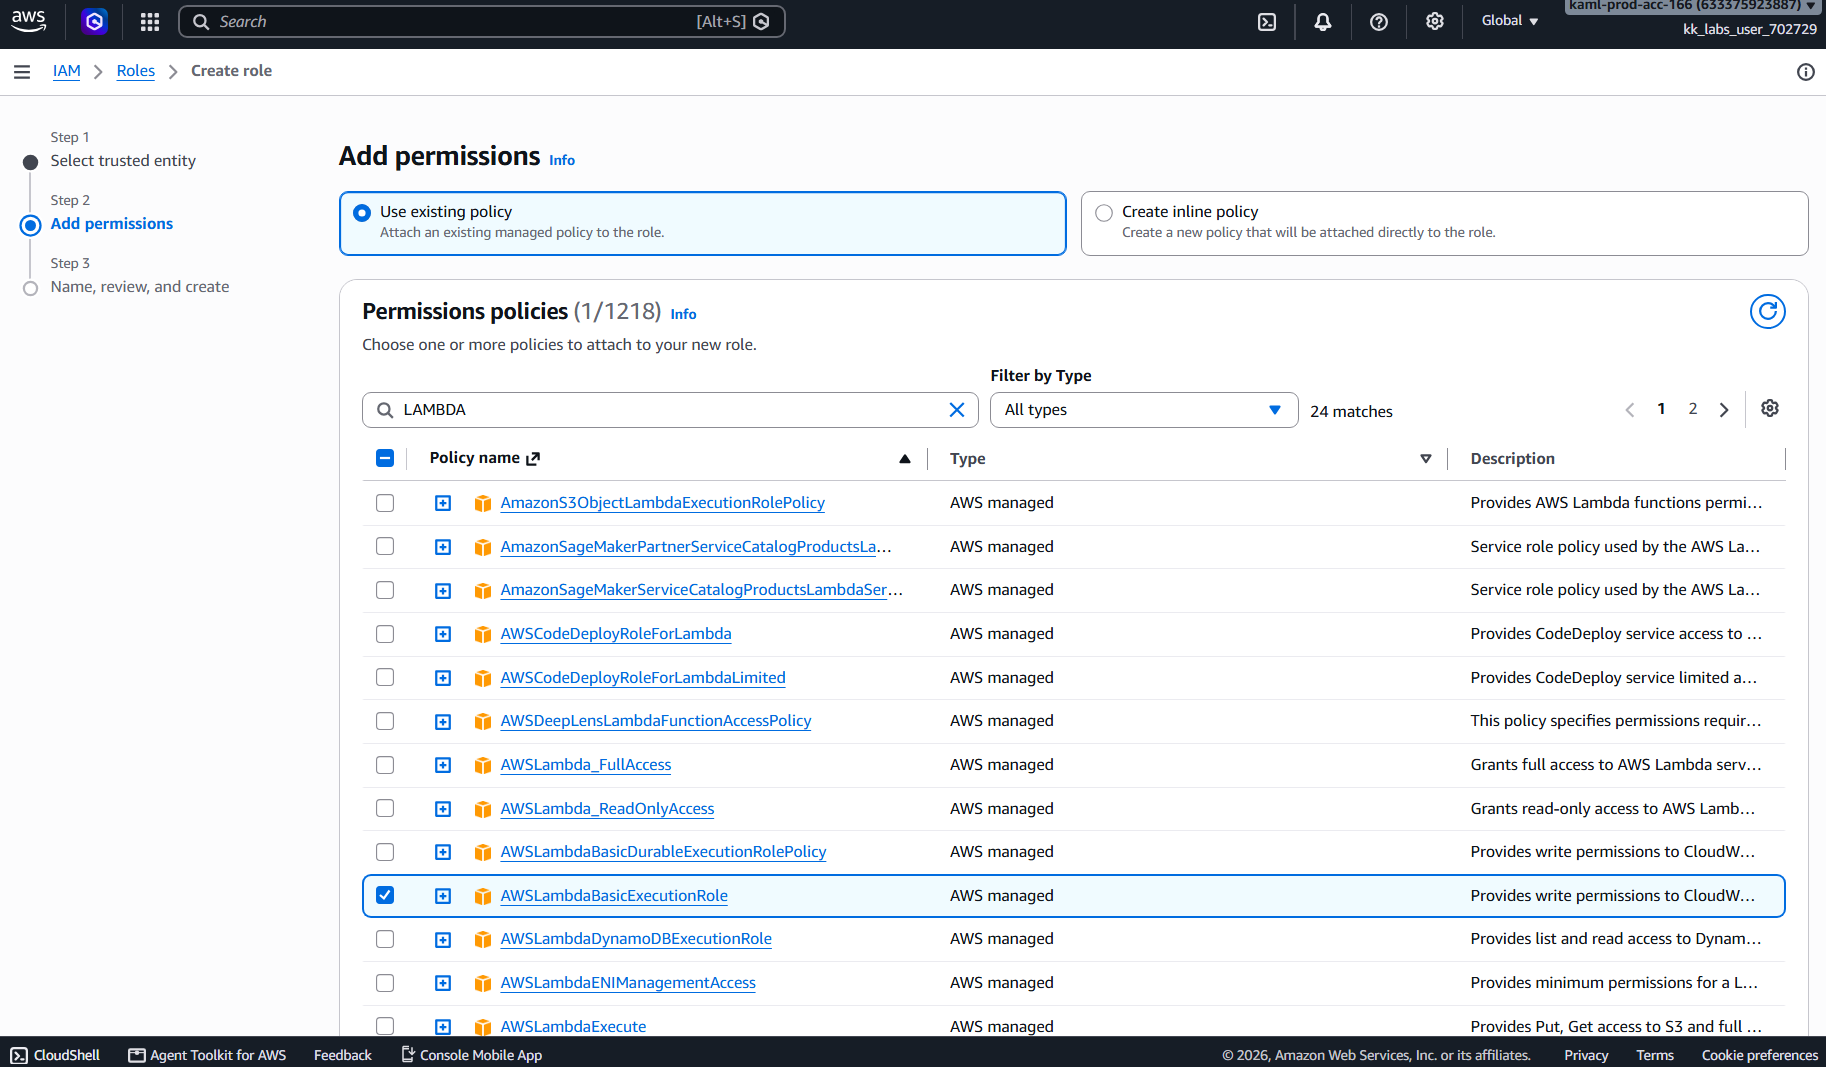 aws
Search [Alt+S]
Global
kaml-prod-acc-166 (633375923887)
kk_labs_user_702729
IAM > Roles > Create role
Step 1
Select trusted entity
Step 2
Add permissions
Step 3
Name, review, and create
Add permissions Info
Use existing policy
Attach an existing managed policy to the role.
Create inline policy
Create a new policy that will be attached directly to the role.
Permissions policies (1/1218) Info
Choose one or more policies to attach to your new role.
Filter by Type
LAMBDA
All types
24 matches
1 2
Policy name Type Description
AmazonS3ObjectLambdaExecutionRolePolicy AWS managed Provides AWS Lambda functions permi...
AmazonSageMakerPartnerServiceCatalogProductsLa... AWS managed Service role policy used by the AWS La...
AmazonSageMakerServiceCatalogProductsLambdaSer... AWS managed Service role policy used by the AWS La...
AWSCodeDeployRoleForLambda AWS managed Provides CodeDeploy service access to ...
AWSCodeDeployRoleForLambdaLimited AWS managed Provides CodeDeploy service limited a...
AWSDeepLensLambdaFunctionAccessPolicy AWS managed This policy specifies permissions requir...
AWSLambda_FullAccess AWS managed Grants full access to AWS Lambda serv...
AWSLambda_ReadOnlyAccess AWS managed Grants read-only access to AWS Lamb...
AWSLambdaBasicDurableExecutionRolePolicy AWS managed Provides write permissions to CloudW...
AWSLambdaBasicExecutionRole AWS managed Provides write permissions to CloudW...
AWSLambdaDynamoDBExecutionRole AWS managed Provides list and read access to Dynam...
AWSLambdaENIManagementAccess AWS managed Provides minimum permissions for a L...
AWSLambdaExecute AWS managed Provides Put, Get access to S3 and full ...
CloudShell Agent Toolkit for AWS Feedback Console Mobile App © 2026, Amazon Web Services, Inc. or its affiliates. Privacy Terms Cookie preferences